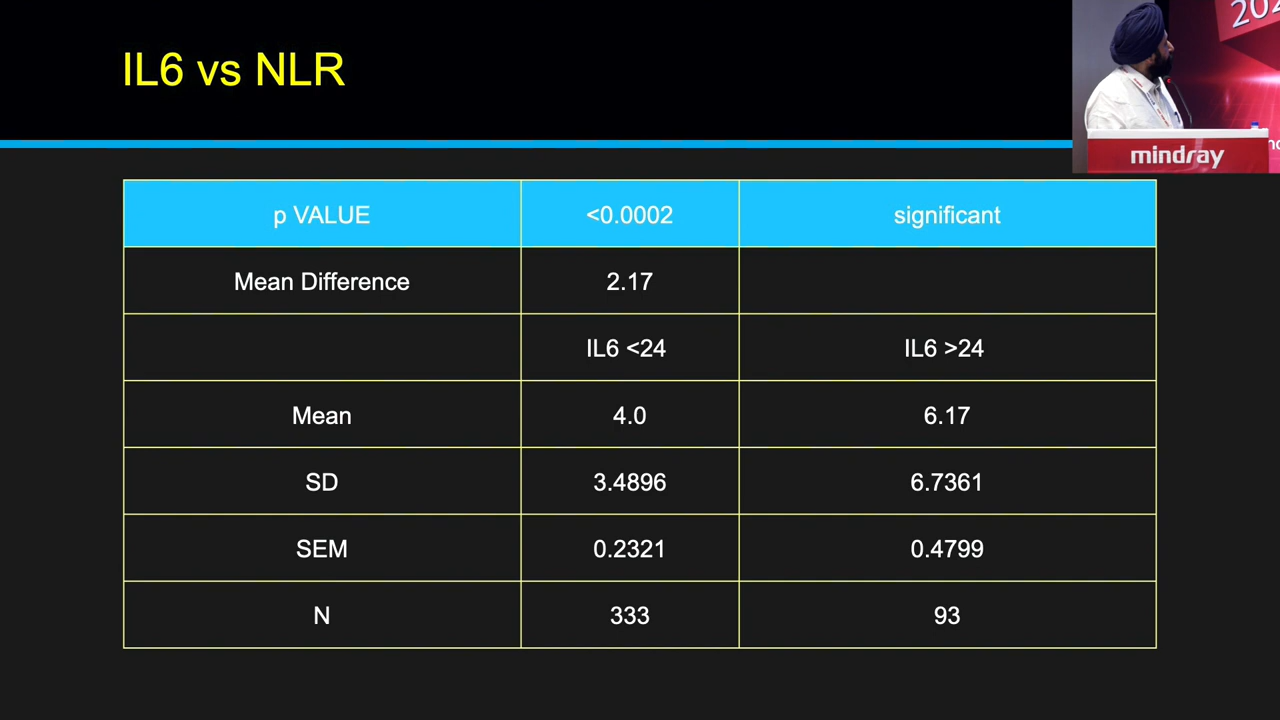 IL6 vs NLR
202
mindray
p VALUE <0.0002 significant
Mean Difference 2.17
IL6 <24 IL6 >24
Mean 4.0 6.17
SD 3.4896 6.7361
SEM 0.2321 0.4799
N 333 93